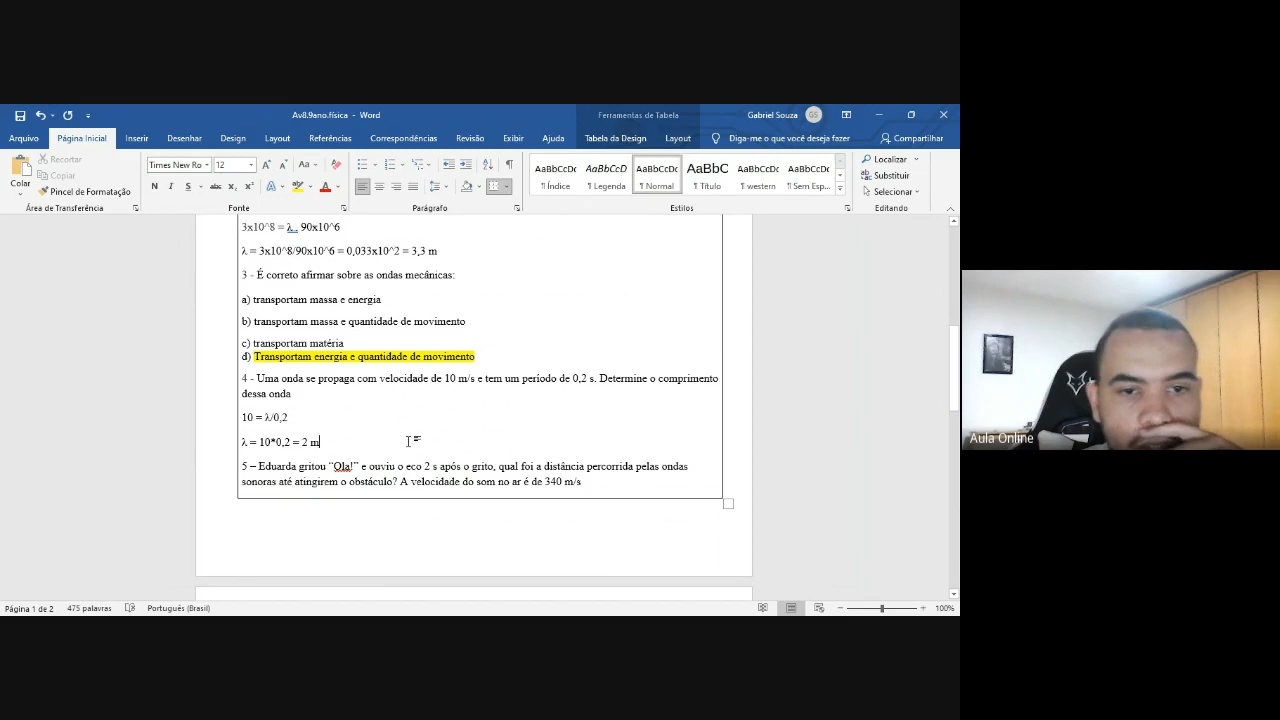 Av8.9ano.física - Word
Ferramentas de Tabela
Gabriel Souza
GS
Arquivo
Página Inicial
Inserir
Desenhar
Design
Layout
Referências
Correspondências
Revisão
Exibir
Ajuda
Tabela da Design
Layout
Diga-me o que você deseja fazer
Compartilhar
Colar
Recortar
Copiar
Pincel de Formatação
Área de Transferência
Times New Ro
12
Aa
N I S abc x₂ x²
Fonte
Parágrafo
AaBbCcDc
¶ Índice
AaBbCcD
¶ Legenda
AaBbCcDc
¶ Normal
AaBbC
¶ Título
AaBbCcDc
¶ western
AaBbCcDc
¶ Sem Esp...
Estilos
Localizar
Substituir
Selecionar
Editando
3x10^8 = λ . 90x10^6
λ = 3x10^8/90x10^6 = 0,033x10^2 = 3,3 m
3 - É correto afirmar sobre as ondas mecânicas:
a) transportam massa e energia
b) transportam massa e quantidade de movimento
c) transportam matéria
d) Transportam energia e quantidade de movimento
4 - Uma onda se propaga com velocidade de 10 m/s e tem um período de 0,2 s. Determine o comprimento
dessa onda
10 = λ/0,2
λ = 10*0,2 = 2 m
5 – Eduarda gritou “Ola!” e ouviu o eco 2 s após o grito, qual foi a distância percorrida pelas ondas
sonoras até atingirem o obstáculo? A velocidade do som no ar é de 340 m/s
Página 1 de 2
475 palavras
Português (Brasil)
100%
Aula Online